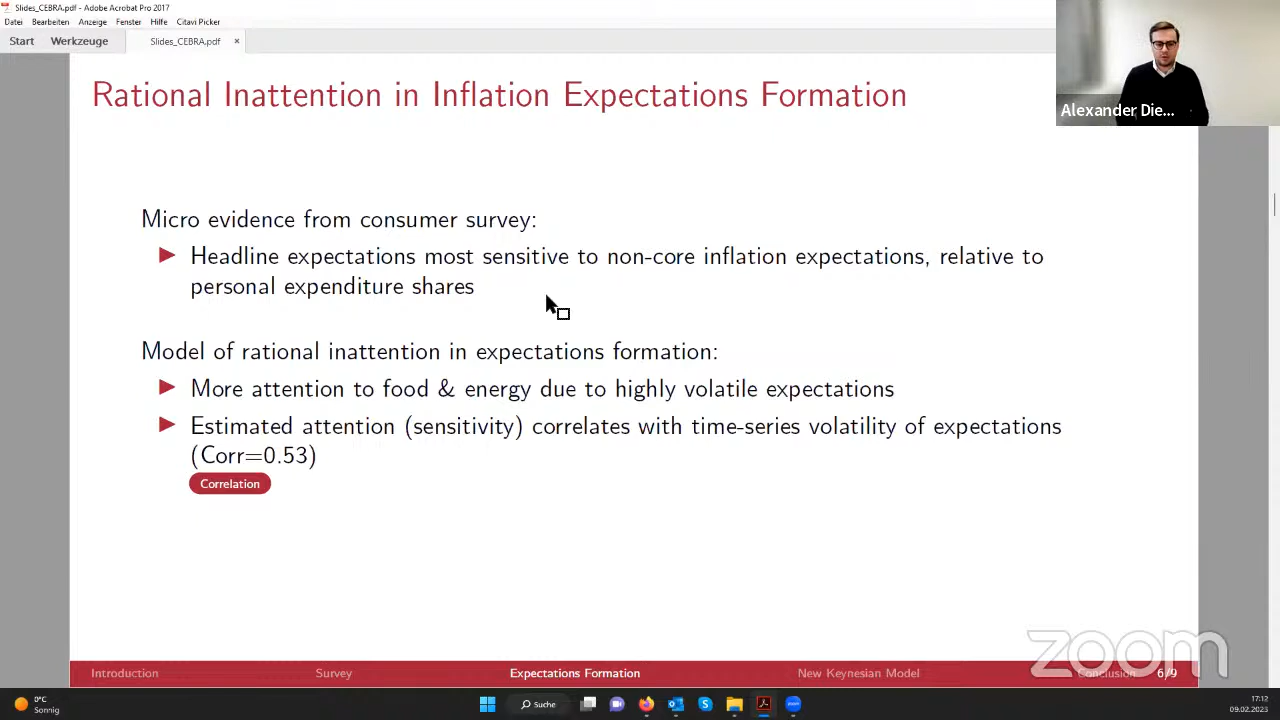 Slides_CEBRA.pdf - Adobe Acrobat Pro 2017
Datei Bearbeiten Anzeige Fenster Hilfe Citavi Picker
Start Werkzeuge Slides_CEBRA.pdf ×
Rational Inattention in Inflation Expectations Formation
Alexander Die...
Micro evidence from consumer survey:
Headline expectations most sensitive to non-core inflation expectations, relative to
personal expenditure shares
Model of rational inattention in expectations formation:
More attention to food & energy due to highly volatile expectations
Estimated attention (sensitivity) correlates with time-series volatility of expectations
(Corr=0.53)
Correlation
zoom
Introduction Survey Expectations Formation New Keynesian Model Conclusion 6/9
0°C
Sonnig
Suche
17:12
09.02.2023